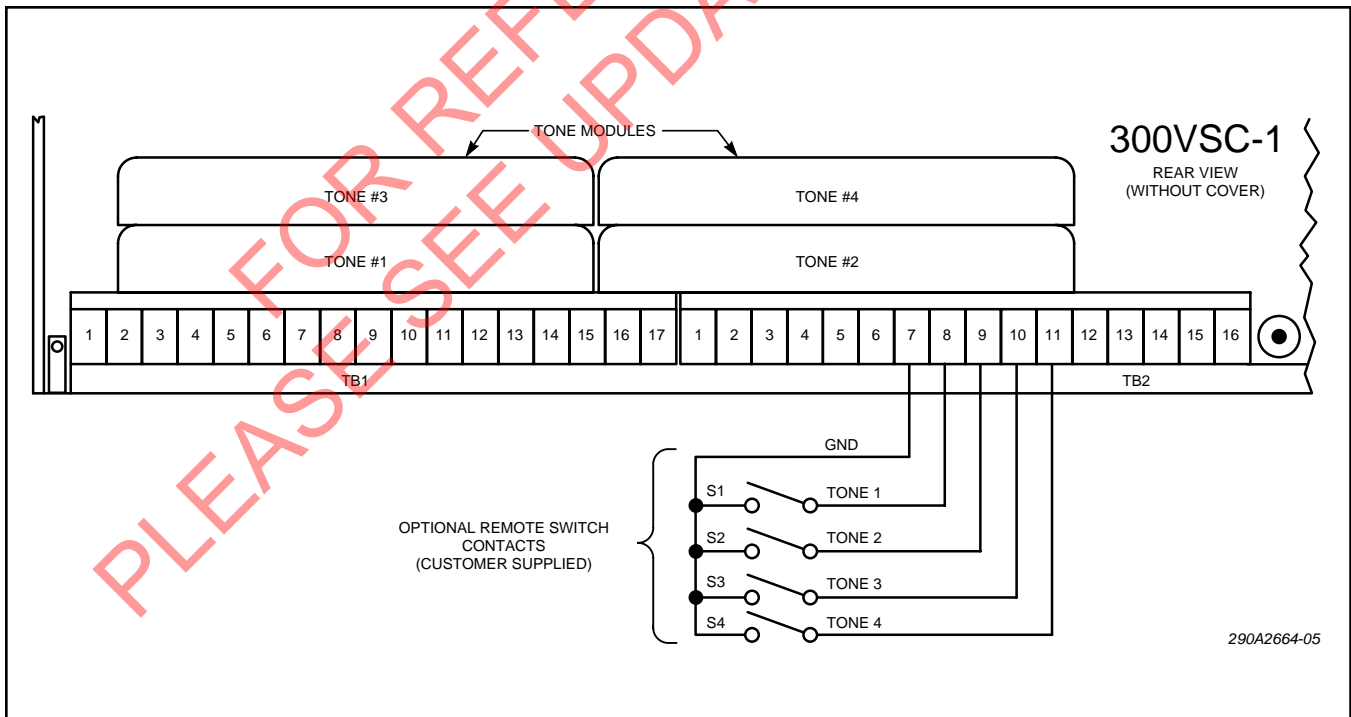 FOR REFE
PLEASE SEE UPDA
300VSC-1
REAR VIEW
(WITHOUT COVER)
TONE MODULES
TONE #3
TONE #4
TONE #1
TONE #2
1 2 3 4 5 6 7 8 9 10 11 12 13 14 15 16 17
1 2 3 4 5 6 7 8 9 10 11 12 13 14 15 16
TB1
TB2
GND
S1 TONE 1
S2 TONE 2
S3 TONE 3
S4 TONE 4
OPTIONAL REMOTE SWITCH
CONTACTS
(CUSTOMER SUPPLIED)
290A2664-05